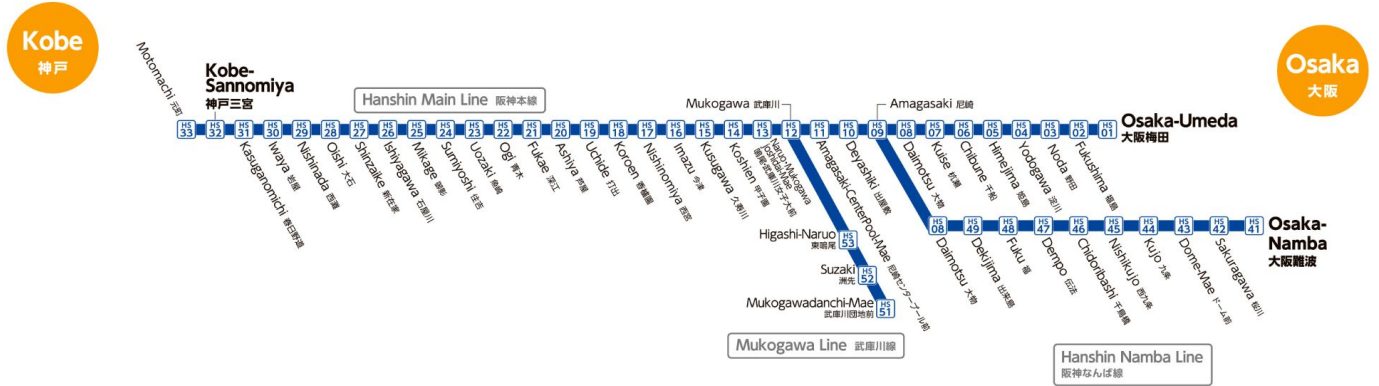 Kobe
神戸
Osaka
大阪
Hanshin Main Line 阪神本線
Motomachi 元町
HS 33
Kobe-
Sannomiya
神戸三宮
HS 32
HS 31
Kasuganomichi 春日野道
HS 30
Iwaya 岩屋
HS 29
Nishinada 西灘
HS 28
Oishi 大石
HS 27
Shinzaike 新在家
HS 26
Ishiyagawa 石屋川
HS 25
Mikage 御影
HS 24
Sumiyoshi 住吉
HS 23
Uozaki 魚崎
HS 22
Ogi 青木
HS 21
Fukae 深江
HS 20
Ashiya 芦屋
HS 19
Uchide 打出
HS 18
Koroen 香櫨園
HS 17
Nishinomiya 西宮
HS 16
Imazu 今津
HS 15
Kusugawa 久寿川
HS 14
Koshien 甲子園
HS 13
Naruo-Mukogawa
Joshidai-Mae
鳴尾・武庫川女子大前
Mukogawa 武庫川
HS 12
HS 11
Amagasaki-CenterPool-Mae 尼崎センタープール前
HS 10
Deyashiki 出屋敷
Amagasaki 尼崎
HS 09
HS 08
Daimotsu 大物
HS 07
Kuise 杭瀬
HS 06
Chibune 千船
HS 05
Himejima 姫島
HS 04
Yodogawa 淀川
HS 03
Noda 野田
HS 02
Fukushima 福島
HS 01
Osaka-Umeda
大阪梅田
Higashi-Naruo
東鳴尾
HS 53
Suzaki
洲先
HS 52
Mukogawadanchi-Mae
武庫川団地前
HS 51
Mukogawa Line 武庫川線
HS 08
Daimotsu 大物
HS 49
Dekijima 出来島
HS 48
Fuku 福
HS 47
Dempo 伝法
HS 46
Chidoribashi 千鳥橋
HS 45
Nishikujo 西九条
HS 44
Kujo 九条
HS 43
Dome-Mae ドーム前
HS 42
Sakuragawa 桜川
HS 41
Osaka-
Namba
大阪難波
Hanshin Namba Line
阪神なんば線